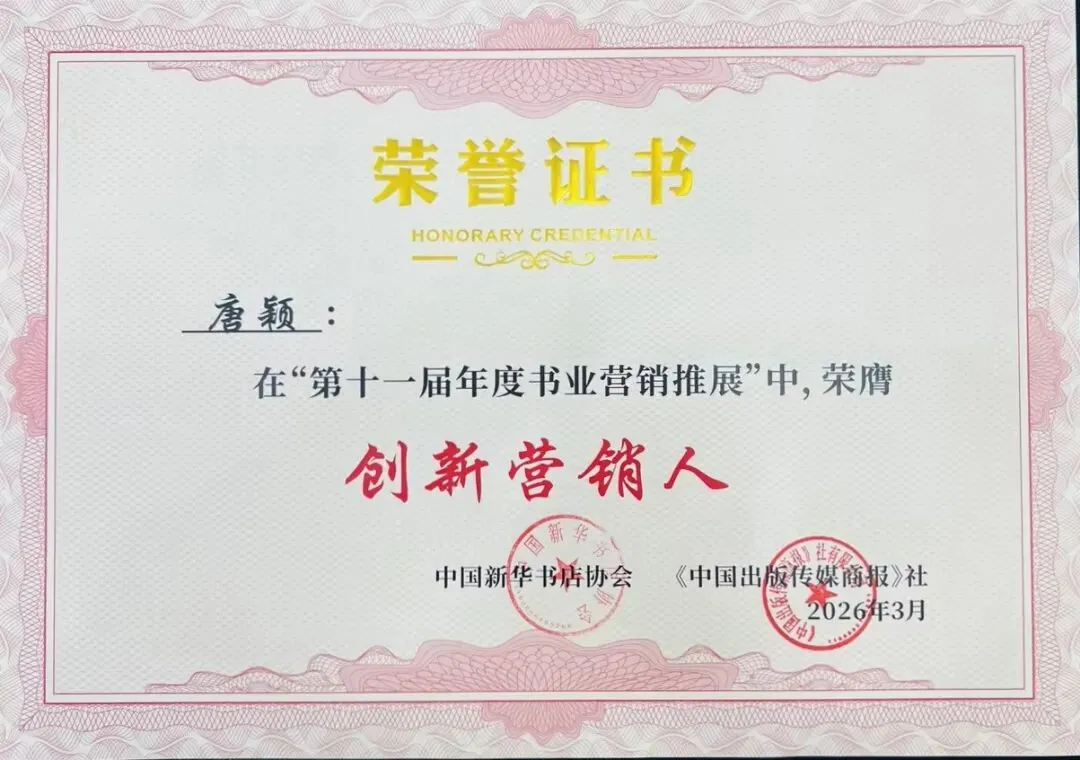 荣誉证书
HONORARY CREDENTIAL
唐颖：
在“第十一届年度书业营销推展”中，荣膺
创新营销人
中国新华书店协会 《中国出版传媒商报》社
2026年3月